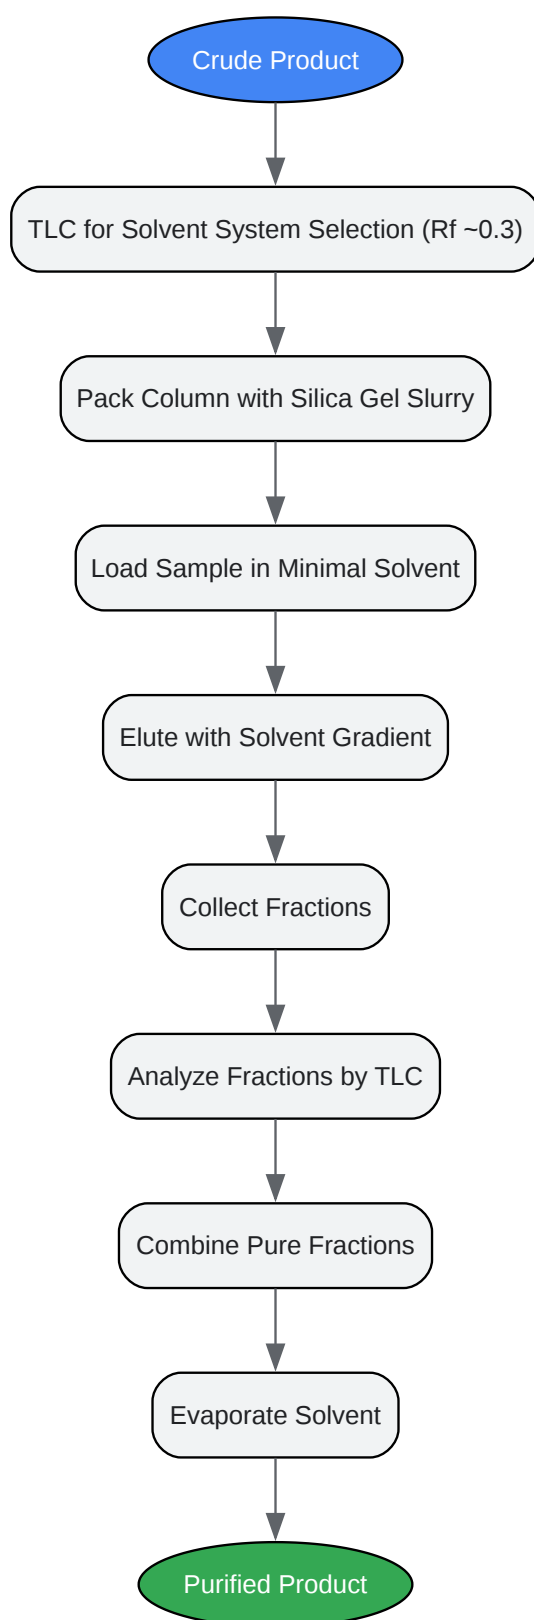 Crude Product
TLC for Solvent System Selection (Rf ~0.3)
Pack Column with Silica Gel Slurry
Load Sample in Minimal Solvent
Elute with Solvent Gradient
Collect Fractions
Analyze Fractions by TLC
Combine Pure Fractions
Evaporate Solvent
Purified Product